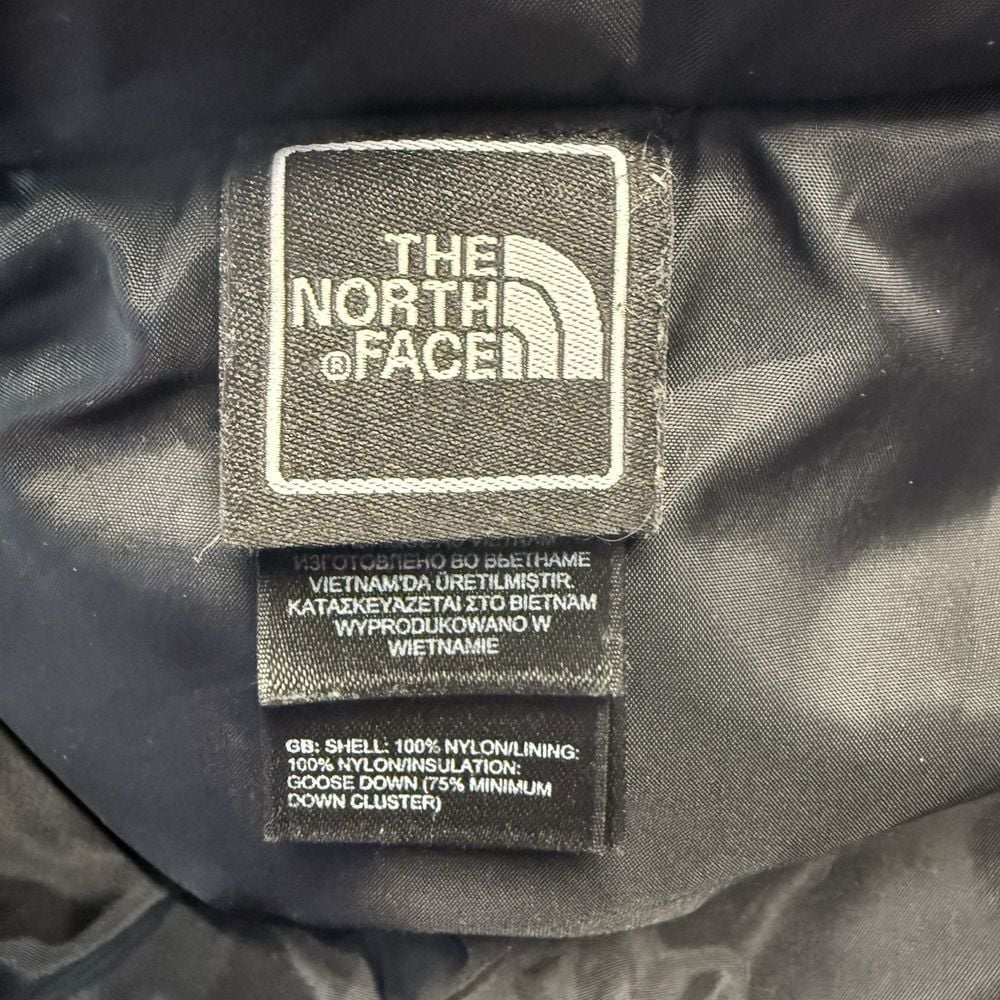 THE
NORTH
®FACE
ИЗГОТОВЛЕНО ВО ВЬЕТНАМЕ
VIETNAM'DA ÜRETILMIŞTIR.
ΚΑΤΑΣΚΕΥΑΖΕΤΑΙ ΣΤΟ ΒΙΕΤΝΑΜ
WYPRODUKOWANO W
WIETNAMIE
GB: SHELL: 100% NYLON/LINING:
100% NYLON/INSULATION:
GOOSE DOWN (75% MINIMUM
DOWN CLUSTER)